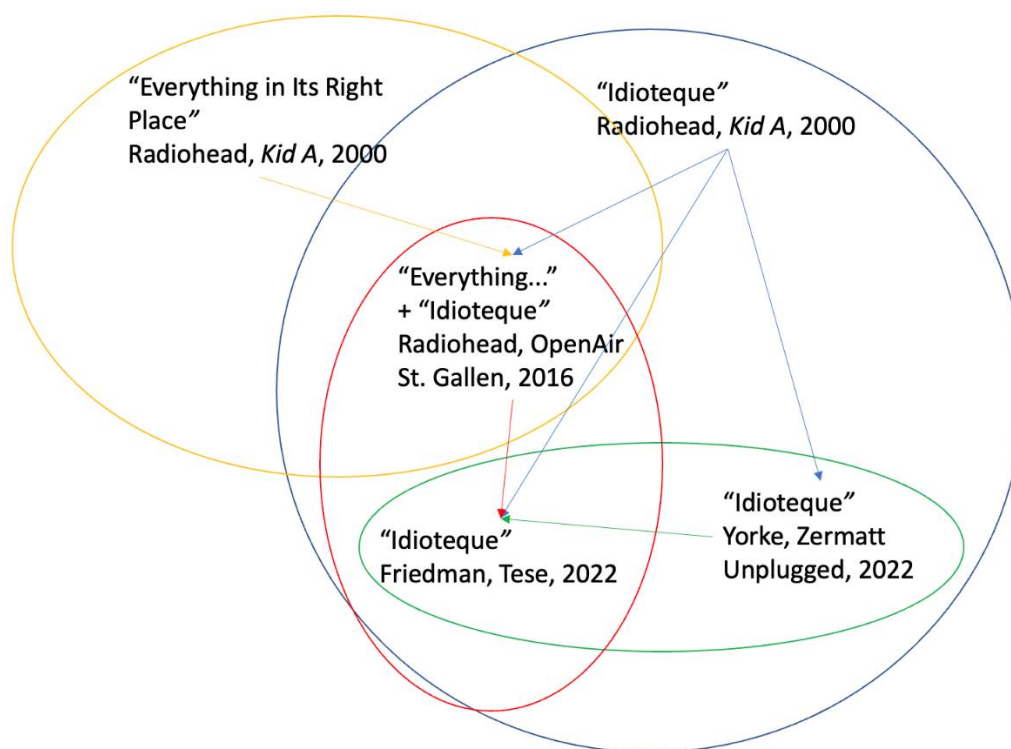 “Everything in Its Right
Place”
Radiohead, Kid A, 2000
“Idioteque”
Radiohead, Kid A, 2000
“Everything...”
+ “Idioteque”
Radiohead, OpenAir
St. Gallen, 2016
“Idioteque”
Friedman, Tese, 2022
“Idioteque”
Yorke, Zermatt
Unplugged, 2022